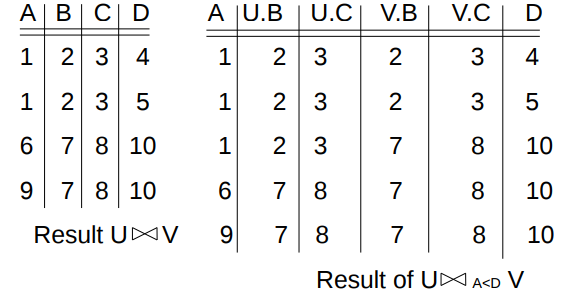 A B C D
1 2 3 4
1 2 3 5
6 7 8 10
9 7 8 10
Result U ⋈ V
A U.B U.C V.B V.C D
1 2 3 2 3 4
1 2 3 2 3 5
1 2 3 7 8 10
6 7 8 7 8 10
9 7 8 7 8 10
Result of U ⋈ A<D V